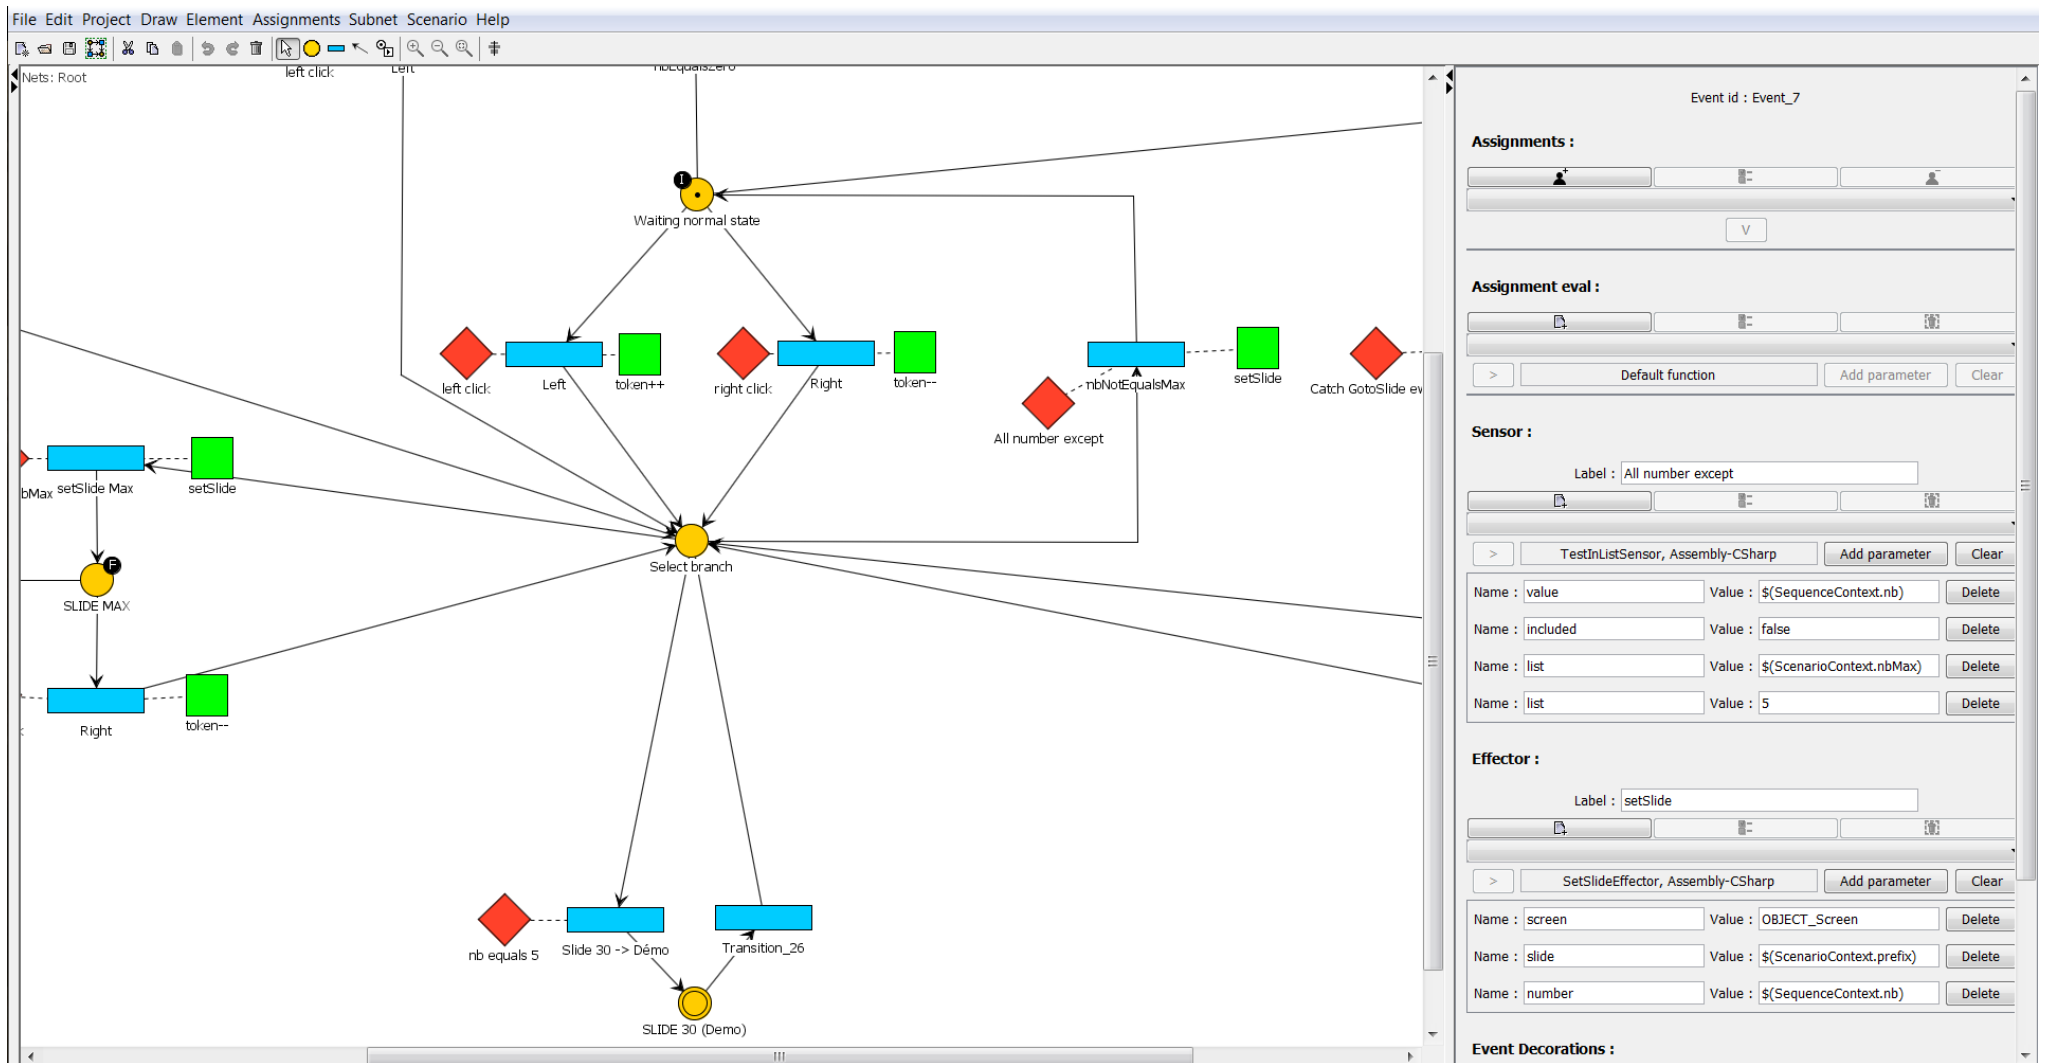 File Edit Project Draw Element Assignments Subnet Scenario Help
Nets: Root
left click
Left
nbEqualsZero
I
Waiting normal state
left click
Left
token++
right click
Right
token--
nbNotEqualsMax
setSlide
All number except
Catch GotoSlide ev
bMax
setSlide Max
setSlide
F
SLIDE MAX
Select branch
Right
token--
nb equals 5
Slide 30 -> Démo
Transition_26
SLIDE 30 (Demo)
Event id : Event_7
Assignments :
V
Assignment eval :
> Default function Add parameter Clear
Sensor :
Label : All number except
> TestInListSensor, Assembly-CSharp Add parameter Clear
Name : value Value : $(SequenceContext.nb) Delete
Name : included Value : false Delete
Name : list Value : $(ScenarioContext.nbMax) Delete
Name : list Value : 5 Delete
Effector :
Label : setSlide
> SetSlideEffector, Assembly-CSharp Add parameter Clear
Name : screen Value : OBJECT_Screen Delete
Name : slide Value : $(ScenarioContext.prefix) Delete
Name : number Value : $(SequenceContext.nb) Delete
Event Decorations :